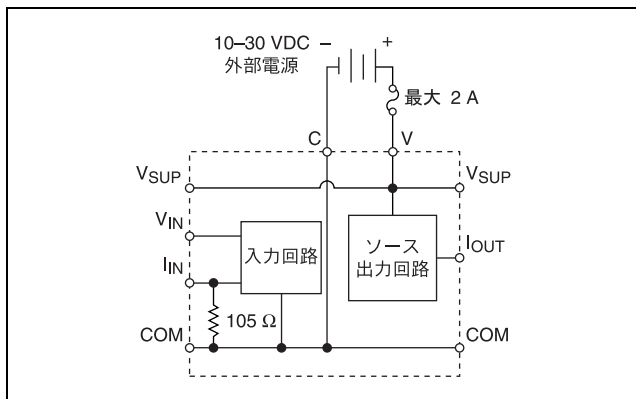 10–30 VDC − +
外部電源
最大 2 A
C V
VSUP VSUP
VIN
入力回路
ソース
出力回路
IOUT
IIN
105 Ω
COM COM